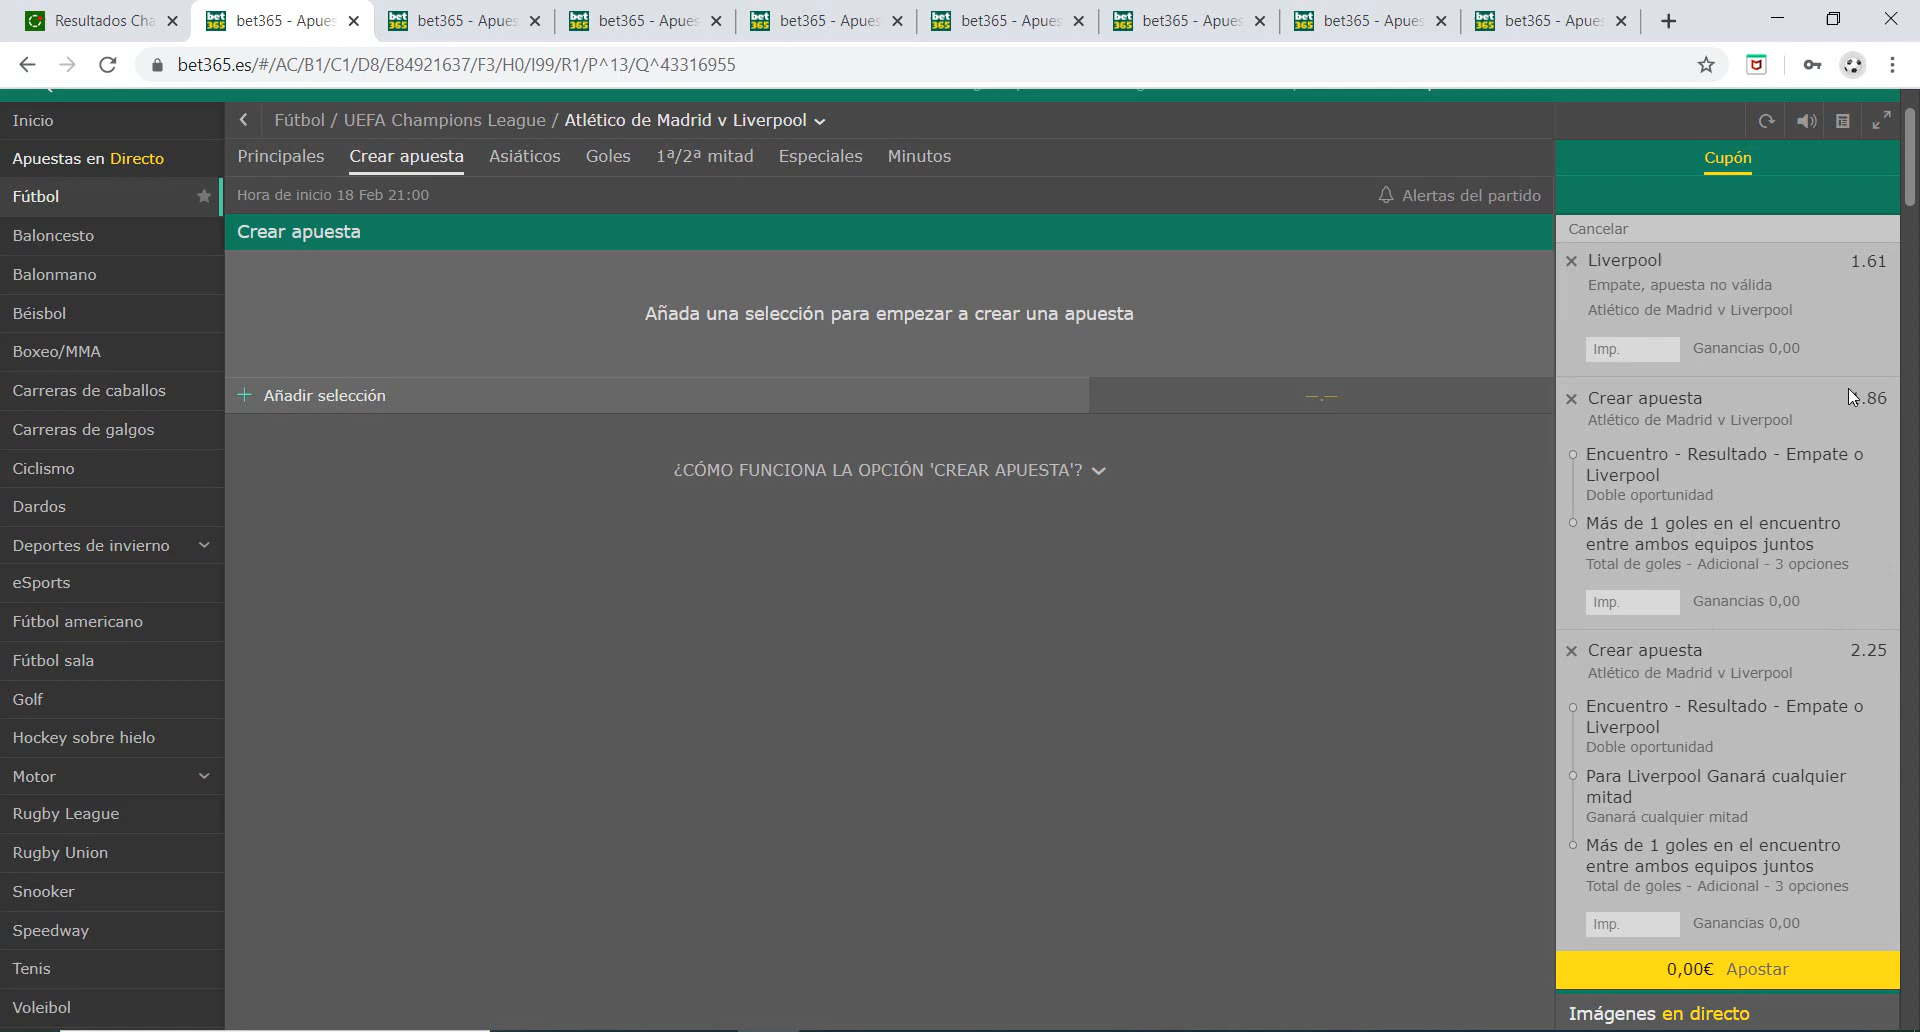 Resultados Cha
bet365 - Apues
bet365 - Apues
bet365 - Apues
bet365 - Apues
bet365 - Apues
bet365 - Apues
bet365 - Apues
bet365 - Apues
bet365.es/#/AC/B1/C1/D8/E84921637/F3/H0/I99/R1/P^13/Q^43316955
Inicio
Apuestas en Directo
Fútbol
Baloncesto
Balonmano
Béisbol
Boxeo/MMA
Carreras de caballos
Carreras de galgos
Ciclismo
Dardos
Deportes de invierno
eSports
Fútbol americano
Fútbol sala
Golf
Hockey sobre hielo
Motor
Rugby League
Rugby Union
Snooker
Speedway
Tenis
Voleibol
Fútbol / UEFA Champions League / Atlético de Madrid v Liverpool
Principales Crear apuesta Asiáticos Goles 1ª/2ª mitad Especiales Minutos
Hora de inicio 18 Feb 21:00 Alertas del partido
Crear apuesta
Añada una selección para empezar a crear una apuesta
+ Añadir selección —.—
¿CÓMO FUNCIONA LA OPCIÓN 'CREAR APUESTA'?
Cupón
Cancelar
Liverpool 1.61
Empate, apuesta no válida
Atlético de Madrid v Liverpool
Imp. Ganancias 0,00
Crear apuesta .86
Atlético de Madrid v Liverpool
Encuentro - Resultado - Empate o
Liverpool
Doble oportunidad
Más de 1 goles en el encuentro
entre ambos equipos juntos
Total de goles - Adicional - 3 opciones
Imp. Ganancias 0,00
Crear apuesta 2.25
Atlético de Madrid v Liverpool
Encuentro - Resultado - Empate o
Liverpool
Doble oportunidad
Para Liverpool Ganará cualquier
mitad
Ganará cualquier mitad
Más de 1 goles en el encuentro
entre ambos equipos juntos
Total de goles - Adicional - 3 opciones
Imp. Ganancias 0,00
0,00€ Apostar
Imágenes en directo